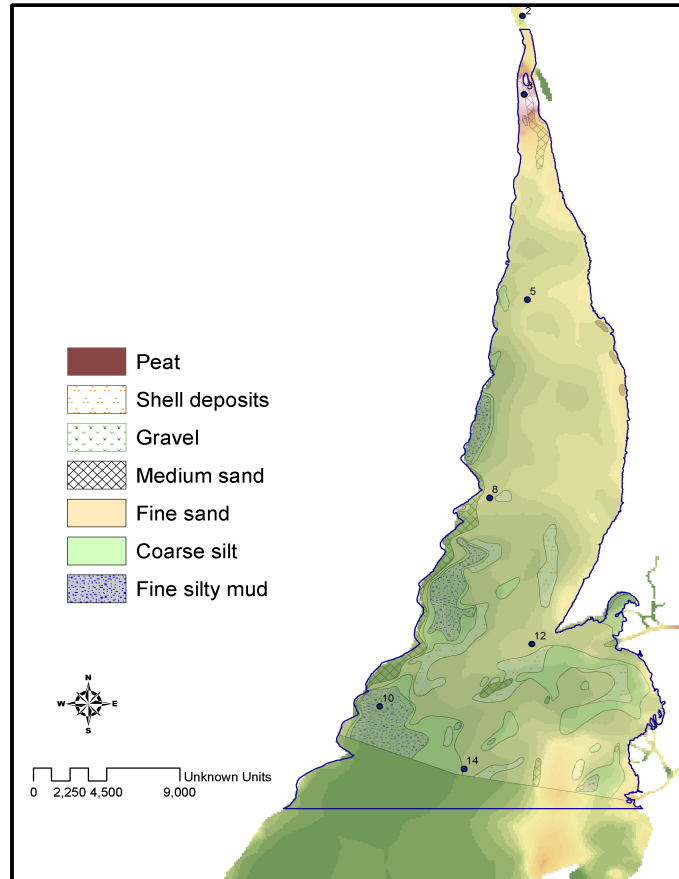 2
3
5
Peat
Shell deposits
Gravel
Medium sand
8
Fine sand
Coarse silt
Fine silty mud
12
N
W E
S
10
14
Unknown Units
0 2,250 4,500 9,000